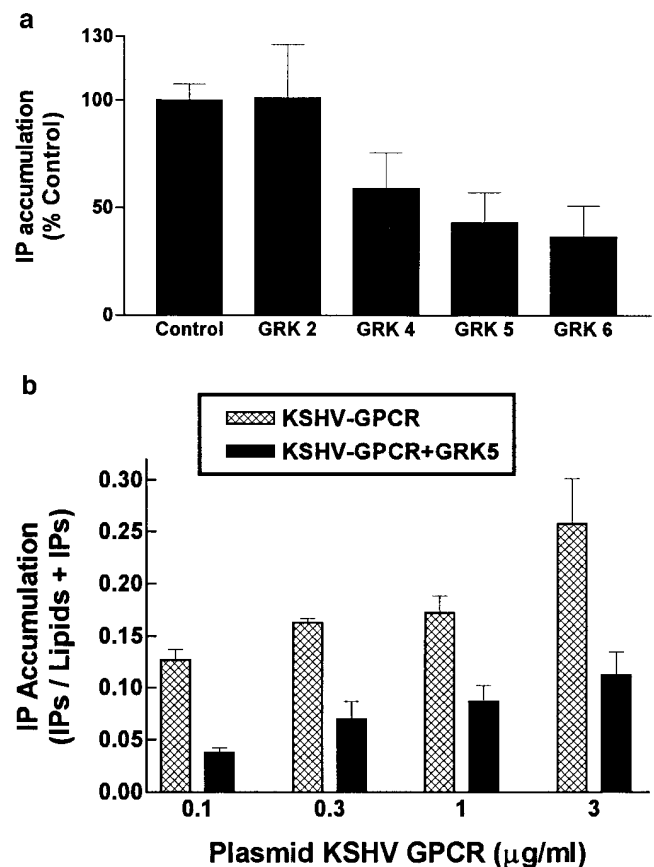 a
IP accumulation
(% Control)
130
100
50
0
Control GRK 2 GRK 4 GRK 5 GRK 6
b
KSHV-GPCR
KSHV-GPCR+GRK5
IP Accumulation
(IPs / Lipids + IPs)
0.30
0.25
0.20
0.15
0.10
0.05
0.00
0.1 0.3 1 3
Plasmid KSHV GPCR (μg/ml)